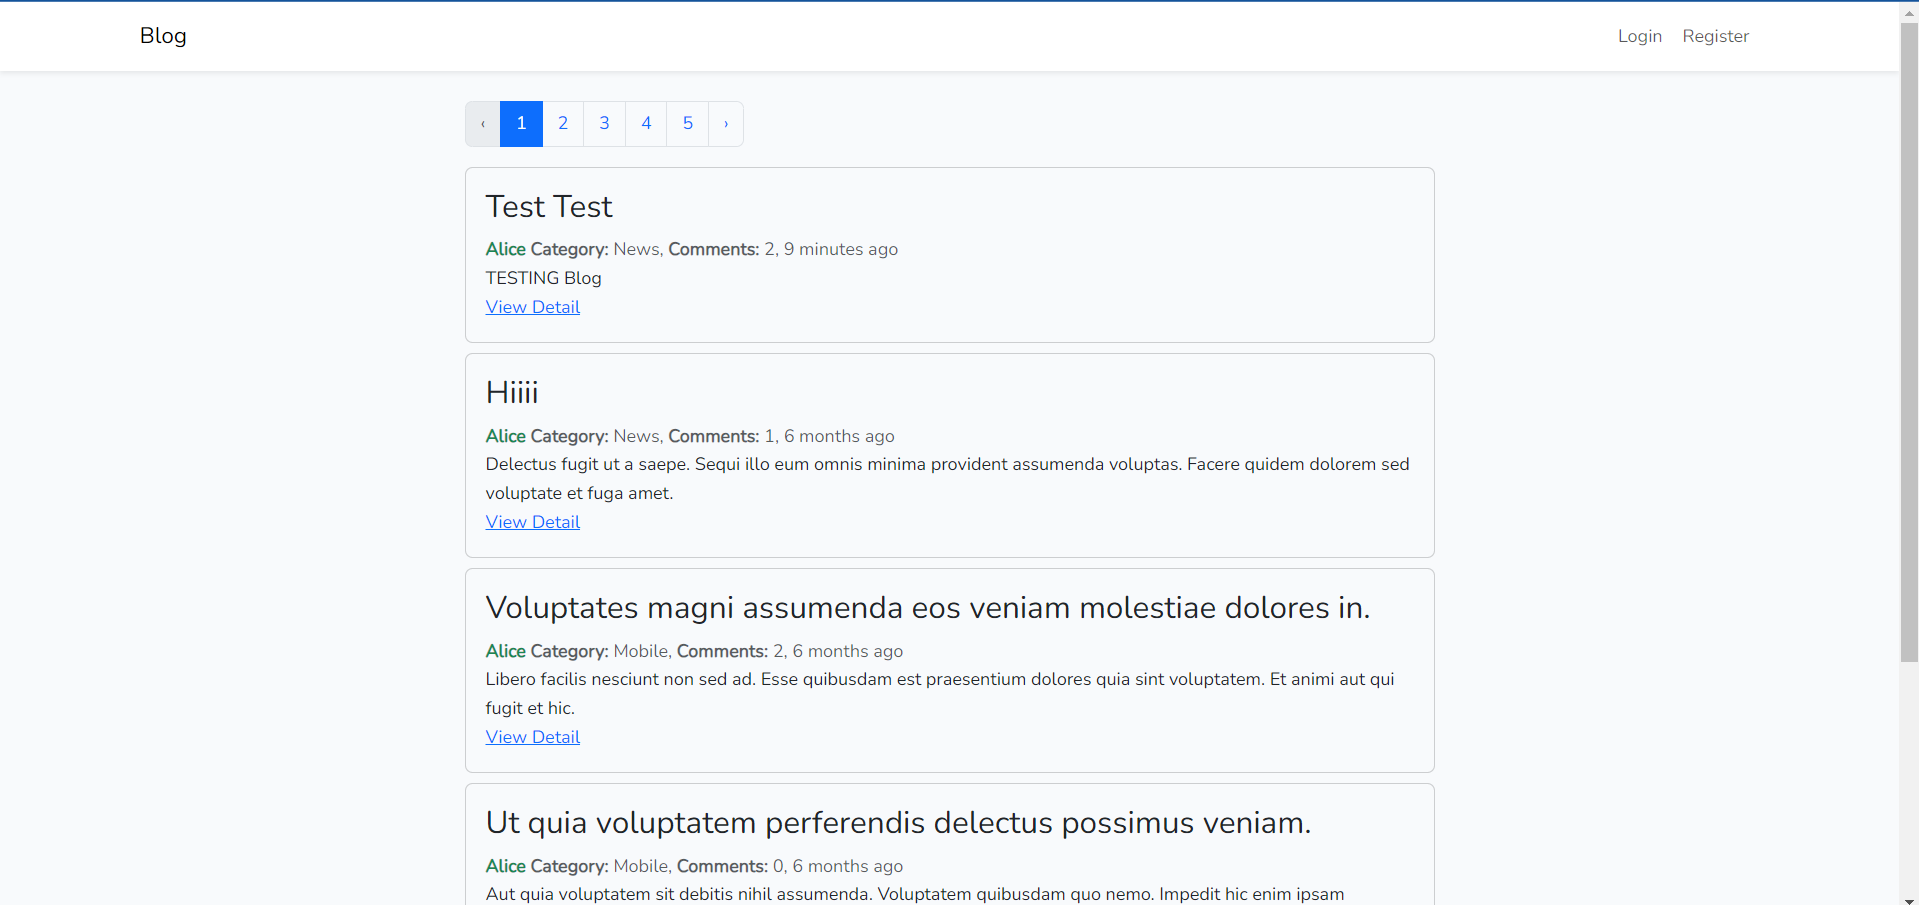 Blog
Login Register
‹ 1 2 3 4 5 ›
Test Test
Alice Category: News, Comments: 2, 9 minutes ago
TESTING Blog
View Detail
Hiiii
Alice Category: News, Comments: 1, 6 months ago
Delectus fugit ut a saepe. Sequi illo eum omnis minima provident assumenda voluptas. Facere quidem dolorem sed
voluptate et fuga amet.
View Detail
Voluptates magni assumenda eos veniam molestiae dolores in.
Alice Category: Mobile, Comments: 2, 6 months ago
Libero facilis nesciunt non sed ad. Esse quibusdam est praesentium dolores quia sint voluptatem. Et animi aut qui
fugit et hic.
View Detail
Ut quia voluptatem perferendis delectus possimus veniam.
Alice Category: Mobile, Comments: 0, 6 months ago
Aut quia voluptatem sit debitis nihil assumenda. Voluptatem quibusdam quo nemo. Impedit hic enim ipsam